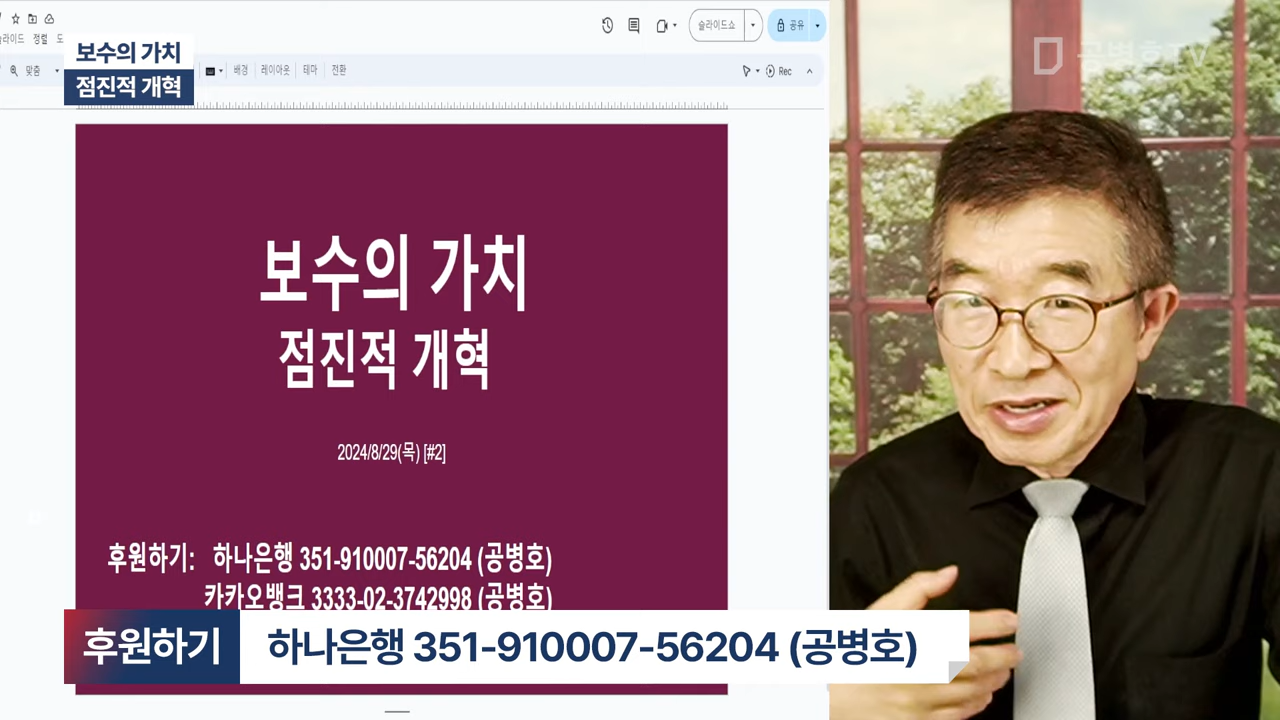 라이드 정렬
보수의 가치
점진적 개혁
슬라이드쇼
공유
맞춤
배경
레이아웃
테마
전환
Rec
공병호TV
보수의 가치
점진적 개혁
2024/8/29(목) [#2]
후원하기: 하나은행 351-910007-56204 (공병호)
카카오뱅크 3333-02-3742998 (공병호)
후원하기
하나은행 351-910007-56204 (공병호)